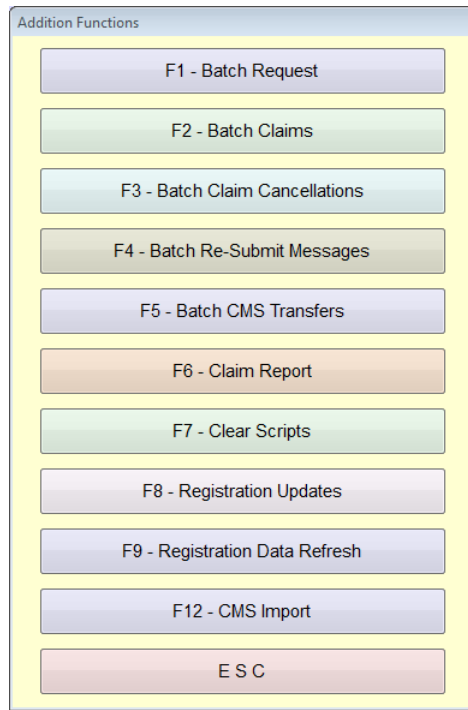 Addition Functions
F1 - Batch Request
F2 - Batch Claims
F3 - Batch Claim Cancellations
F4 - Batch Re-Submit Messages
F5 - Batch CMS Transfers
F6 - Claim Report
F7 - Clear Scripts
F8 - Registration Updates
F9 - Registration Data Refresh
F12 - CMS Import
E S C